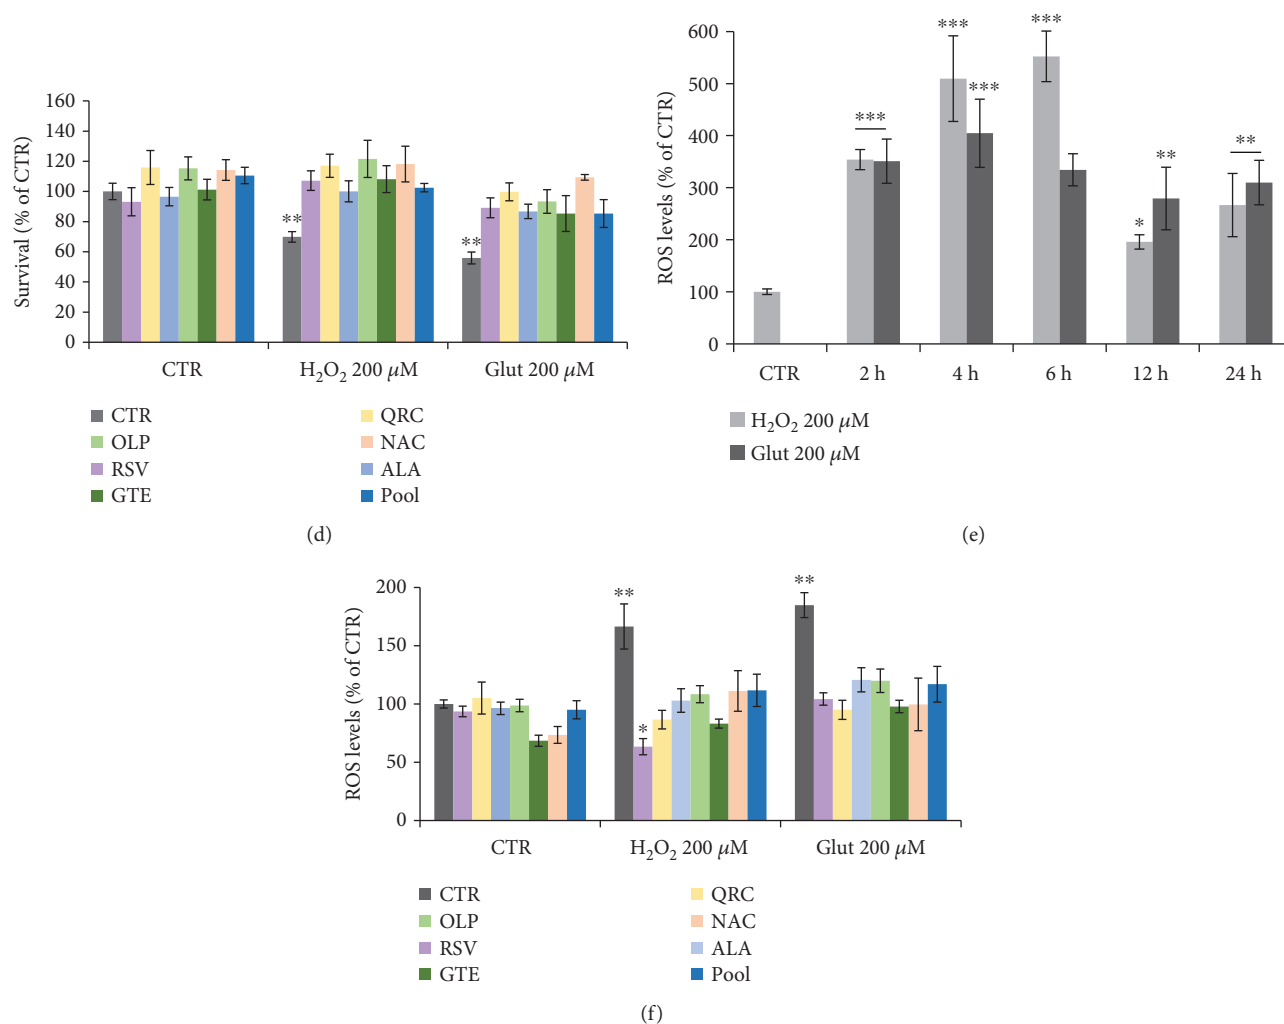 Survival (% of CTR)
160
140
120
100
80
60
40
20
0
**
**
CTR
H₂O₂ 200 μM
Glut 200 μM
CTR
QRC
OLP
NAC
RSV
ALA
GTE
Pool
(d)
ROS levels (% of CTR)
600
500
400
300
200
100
0
***
***
***
***
*
**
**
CTR
2 h
4 h
6 h
12 h
24 h
H₂O₂ 200 μM
Glut 200 μM
(e)
ROS levels (% of CTR)
200
150
100
50
0
**
*
**
CTR
H₂O₂ 200 μM
Glut 200 μM
CTR
QRC
OLP
NAC
RSV
ALA
GTE
Pool
(f)